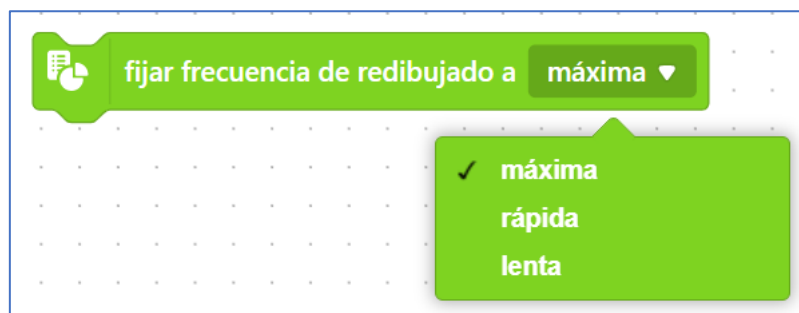 fijar frecuencia de redibujado a máxima
máxima
rápida
lenta